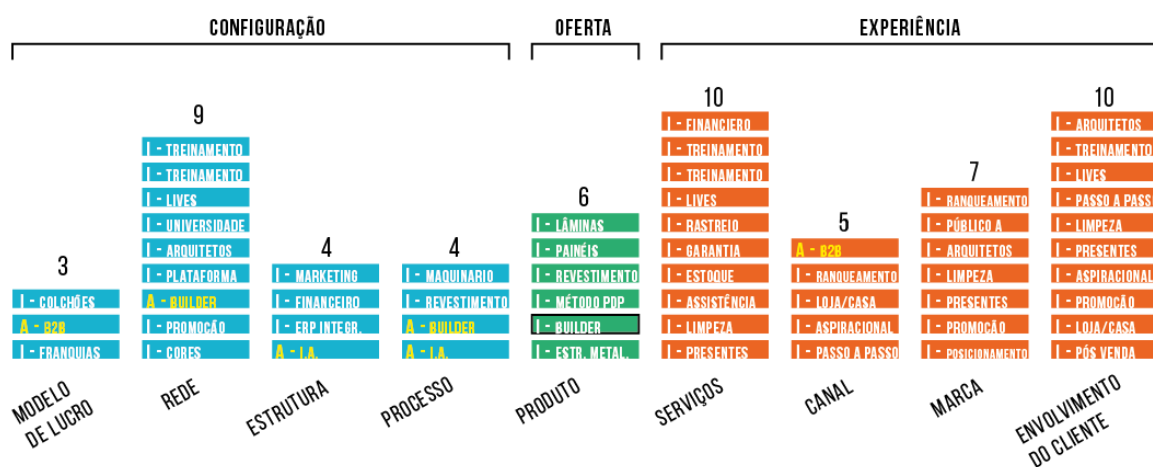 CONFIGURAÇÃO
OFERTA
EXPERIÊNCIA
3
I - COLCHÕES
A - B2B
I - FRANQUIAS
MODELO
DE LUCRO
9
I - TREINAMENTO
I - TREINAMENTO
I - LIVES
I - UNIVERSIDADE
I - ARQUITETOS
I - PLATAFORMA
A - BUILDER
I - PROMOÇÃO
I - CORES
REDE
4
I - MARKETING
I - FINANCEIRO
I - ERP INTEGR.
A - I.A.
ESTRUTURA
4
I - MAQUINARIO
I - REVESTIMENTO
A - BUILDER
A - I.A.
PROCESSO
6
I - LÂMINAS
I - PAINÉIS
I - REVESTIMENTO
I - MÉTODO PDP
I - BUILDER
I - ESTR. METAL.
PRODUTO
10
I - FINANCIERO
I - TREINAMENTO
I - TREINAMENTO
I - LIVES
I - RASTREIO
I - GARANTIA
I - ESTOQUE
I - ASSISTÊNCIA
I - LIMPEZA
I - PRESENTES
SERVIÇOS
5
A - B2B
I - RANQUEAMENTO
I - LOJA/CASA
I - ASPIRACIONAL
I - PASSO A PASSO
CANAL
7
I - RANQUEAMENTO
I - PÚBLICO A
I - ARQUITETOS
I - LIMPEZA
I - PRESENTES
I - PROMOÇÃO
I - POSICIONAMENTO
MARCA
10
I - ARQUITETOS
I - TREINAMENTO
I - LIVES
I - PASSO A PASS
I - LIMPEZA
I - PRESENTES
I - ASPIRACIONAL
I - PROMOÇÃO
I - LOJA/CASA
I - PÓS VENDA
ENVOLVIMENTO
DO CLIENTE